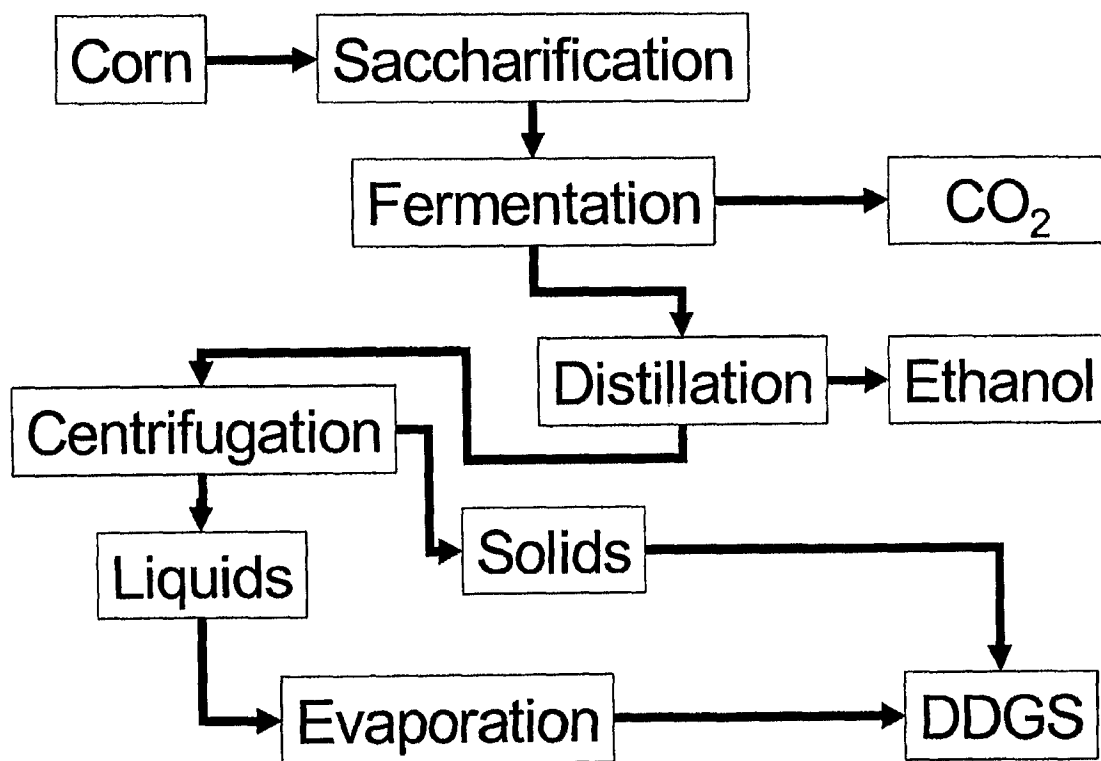 Corn
Saccharification
Fermentation
CO₂
Distillation
Ethanol
Centrifugation
Solids
Liquids
Evaporation
DDGS